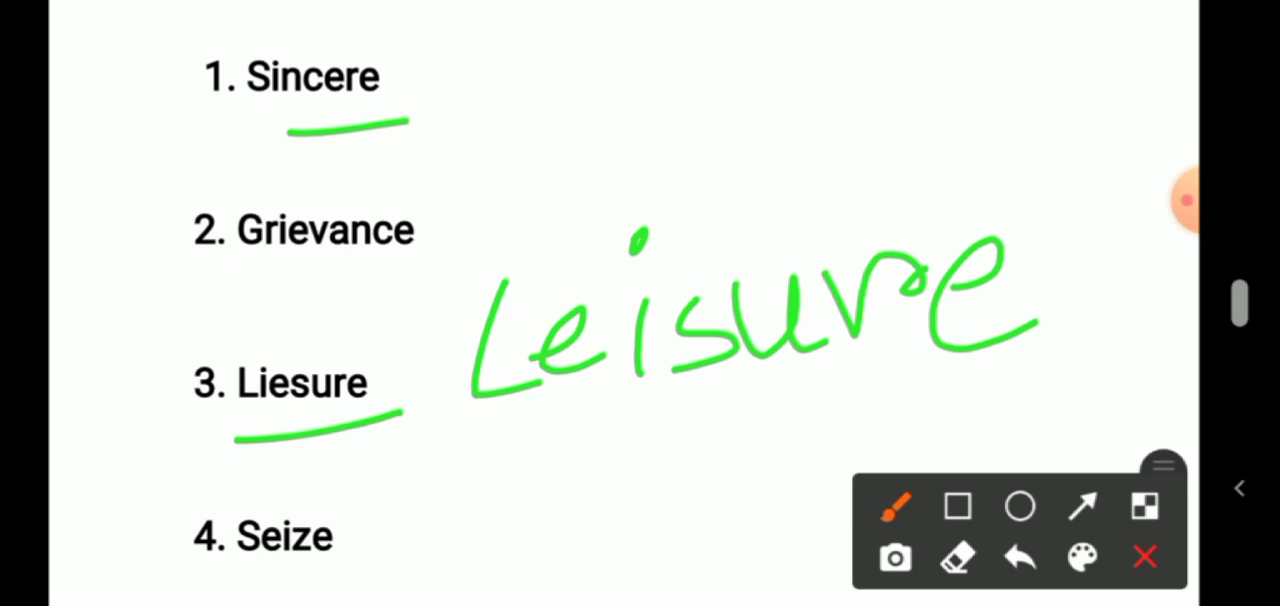 1. Sincere
2. Grievance
Leisure
3. Liesure
4. Seize